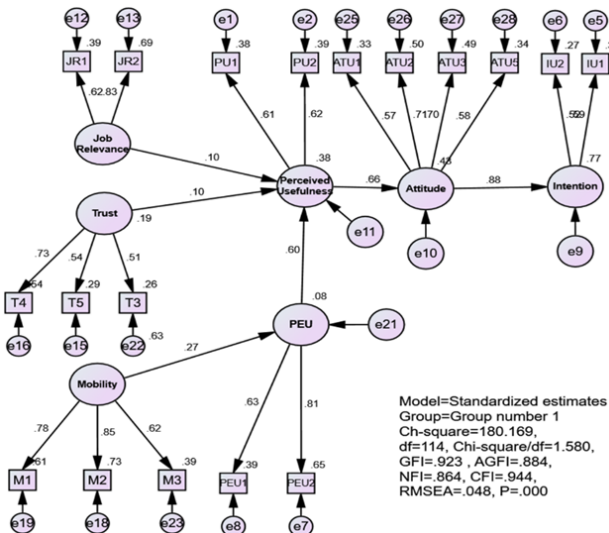 e12 e13 e1 e2 e25 e26 e27 e28 e6 e5
.39 .69 .38 .39 .33 .50 .49 .34 .27
JR1 JR2 PU1 PU2 ATU1 ATU2 ATU3 ATU5 IU2 IU1
.62 .83 .61 .62 .57 .71 .70 .58 .52
Job
Relevance
.10
.38
Perceived
Usefulness
.66
Attitude
.88
.77
Intention
.10
Trust
.19
e11
e10
e9
.73 .54 .51
.60
.54 .29 .26
T4 T5 T3
e16 e15 e22
.63
.08
PEU
e21
.27
Mobility
.78 .85 .62
.63 .81
.61 .73 .39
M1 M2 M3
e19 e18 e23
.39 .65
PEU1 PEU2
e8 e7
Model=Standardized estimates
Group=Group number 1
Ch-square=180.169,
df=114, Chi-square/df=1.580,
GFI=.923 , AGFI=.884,
NFI=.864, CFI=.944,
RMSEA=.048, P=.000